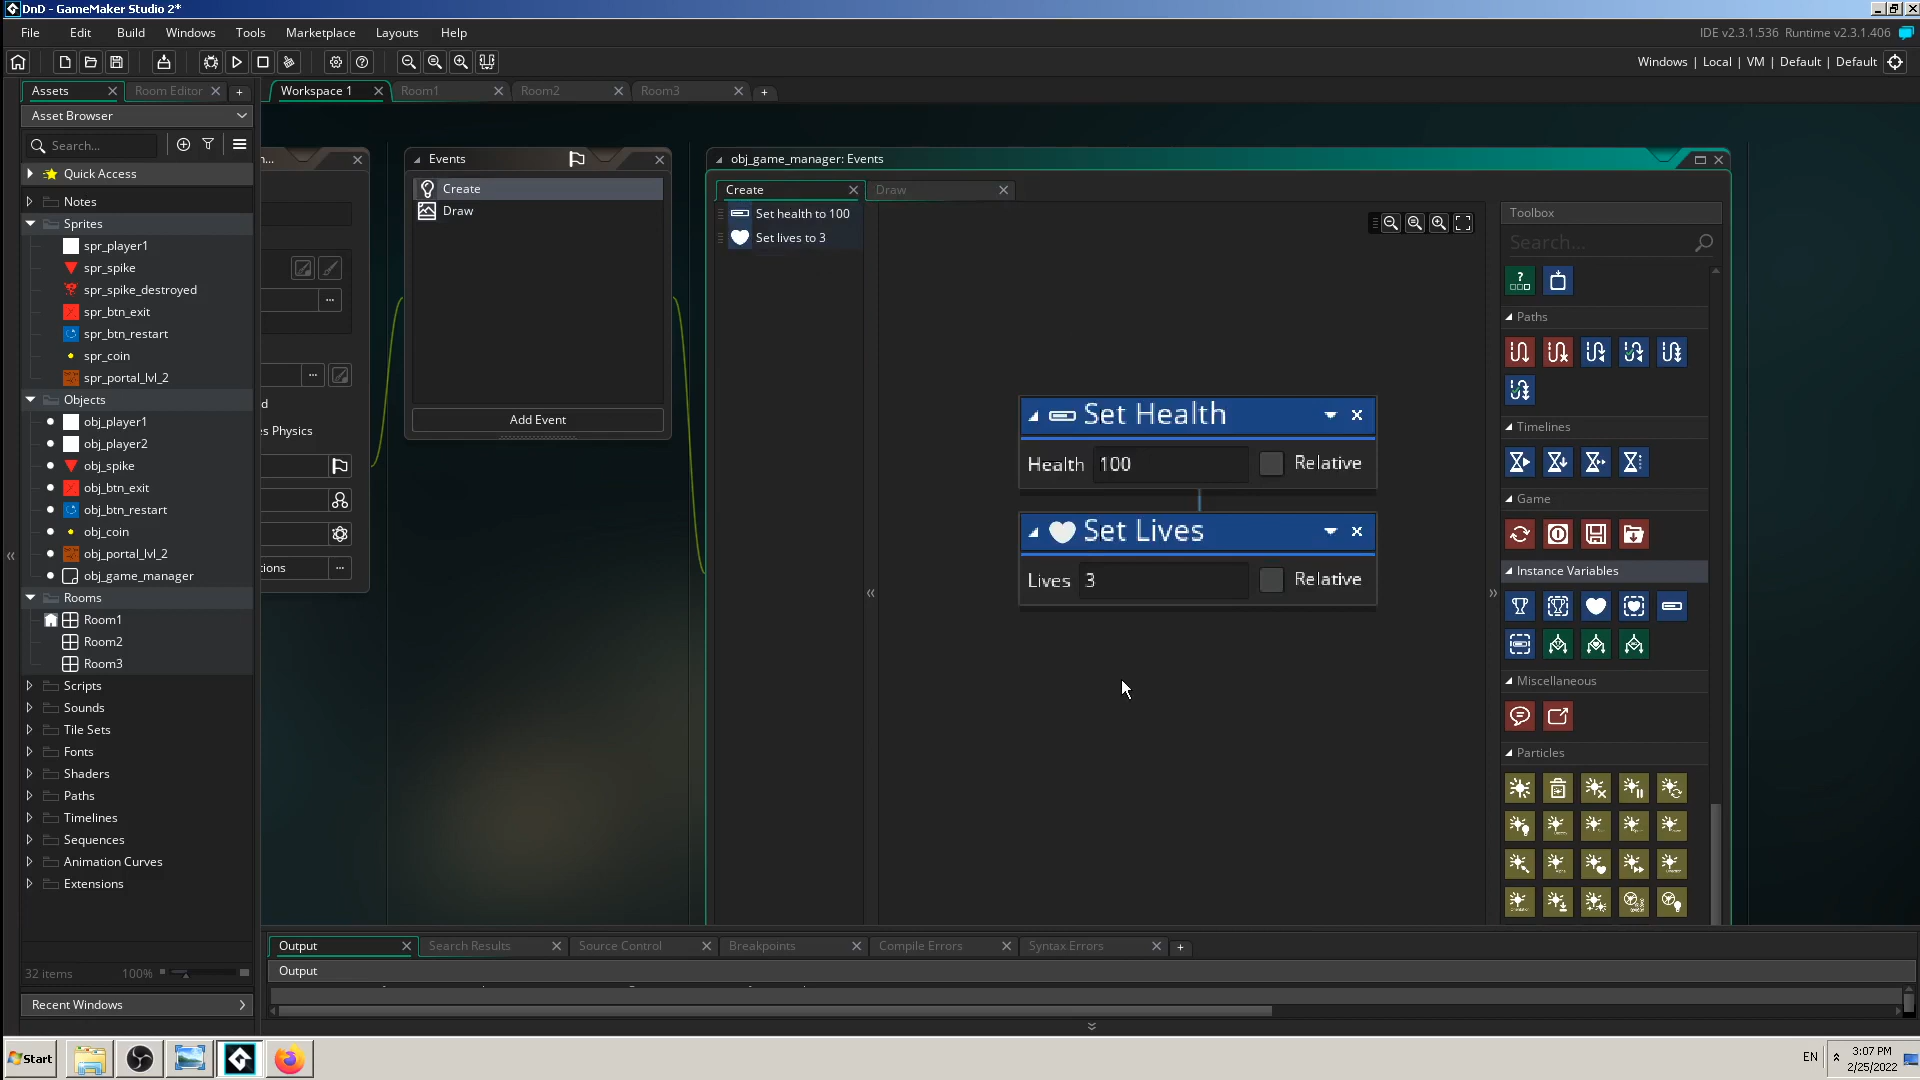 DnD - GameMaker Studio 2*
File Edit Build Windows Tools Marketplace Layouts Help
IDE v2.3.1.536 Runtime v2.3.1.406
Windows | Local | VM | Default | Default
Assets Room Editor +
Workspace 1 Room1 Room2 Room3 +
Asset Browser
Search...
Quick Access
Notes
Sprites
spr_player1
spr_spike
spr_spike_destroyed
spr_btn_exit
spr_btn_restart
spr_coin
spr_portal_lvl_2
Objects
obj_player1
obj_player2
obj_spike
obj_btn_exit
obj_btn_restart
obj_coin
obj_portal_lvl_2
obj_game_manager
Rooms
Room1
Room2
Room3
Scripts
Sounds
Tile Sets
Fonts
Shaders
Paths
Timelines
Sequences
Animation Curves
Extensions
32 items 100%
Recent Windows
n...
d
es Physics
tions
Events
Create
Draw
Add Event
obj_game_manager: Events
Create Draw
Set health to 100
Set lives to 3
Set Health
Health 100 Relative
Set Lives
Lives 3 Relative
Toolbox
Search...
Paths
Timelines
Game
Instance Variables
Miscellaneous
Particles
Output Search Results Source Control Breakpoints Compile Errors Syntax Errors +
Output
Start
EN
3:07 PM
2/25/2022